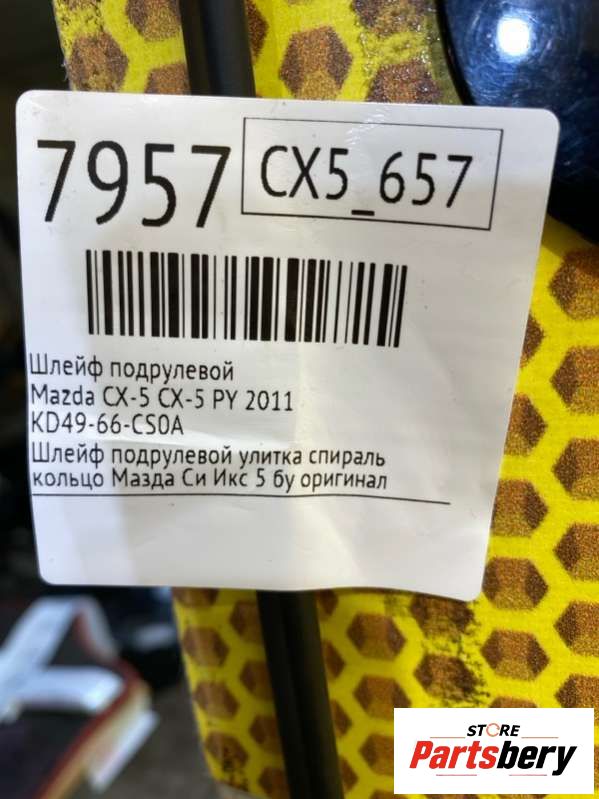 7957
CX5_657
Шлейф подрулевой
Mazda CX-5 CX-5 PY 2011
KD49-66-CS0A
Шлейф подрулевой улитка спираль
кольцо Мазда Си Икс 5 бу оригинал
STORE
Partsbery